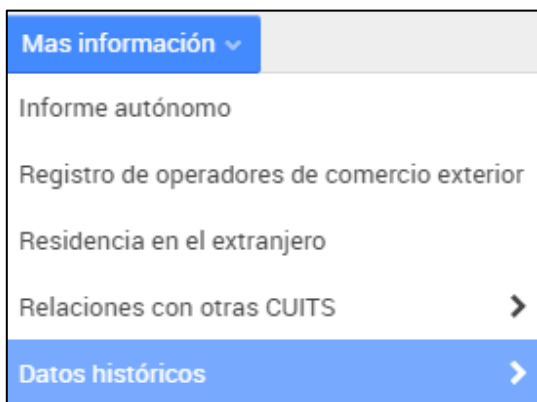 Mas información
Informe autónomo
Registro de operadores de comercio exterior
Residencia en el extranjero
Relaciones con otras CUITS
Datos históricos